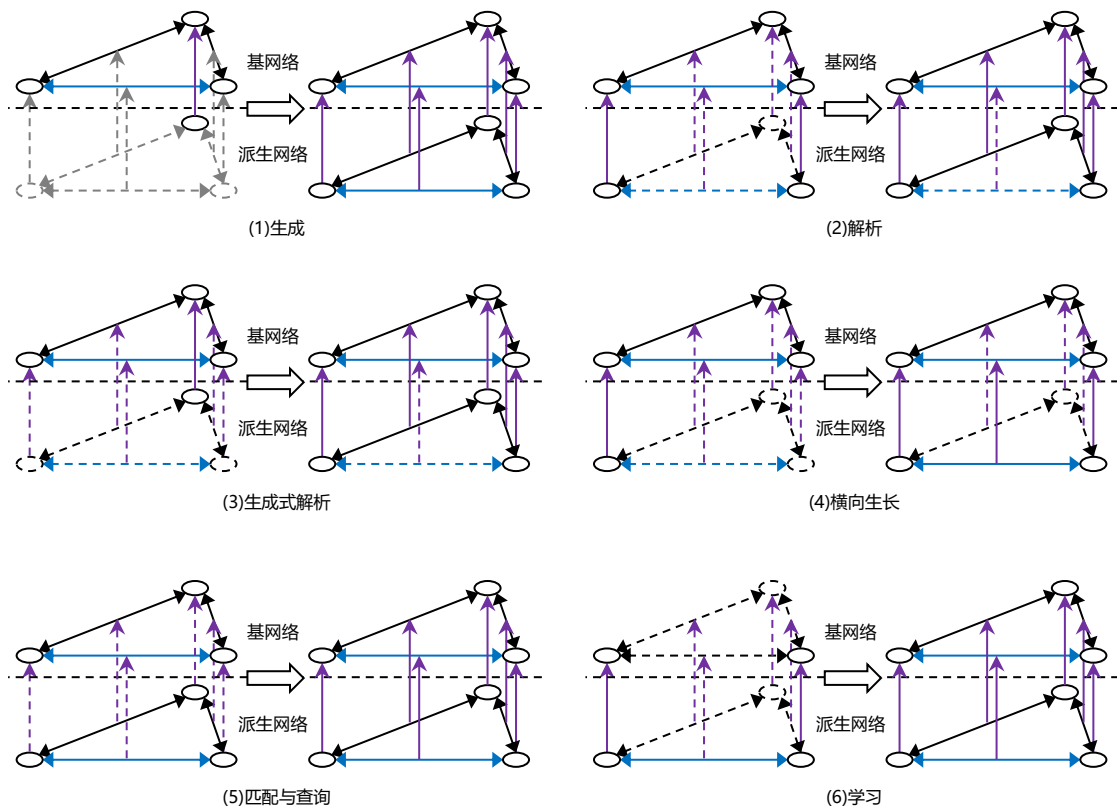 基网络
派生网络
(1)生成
基网络
派生网络
(2)解析
基网络
派生网络
(3)生成式解析
基网络
派生网络
(4)横向生长
基网络
派生网络
(5)匹配与查询
基网络
派生网络
(6)学习